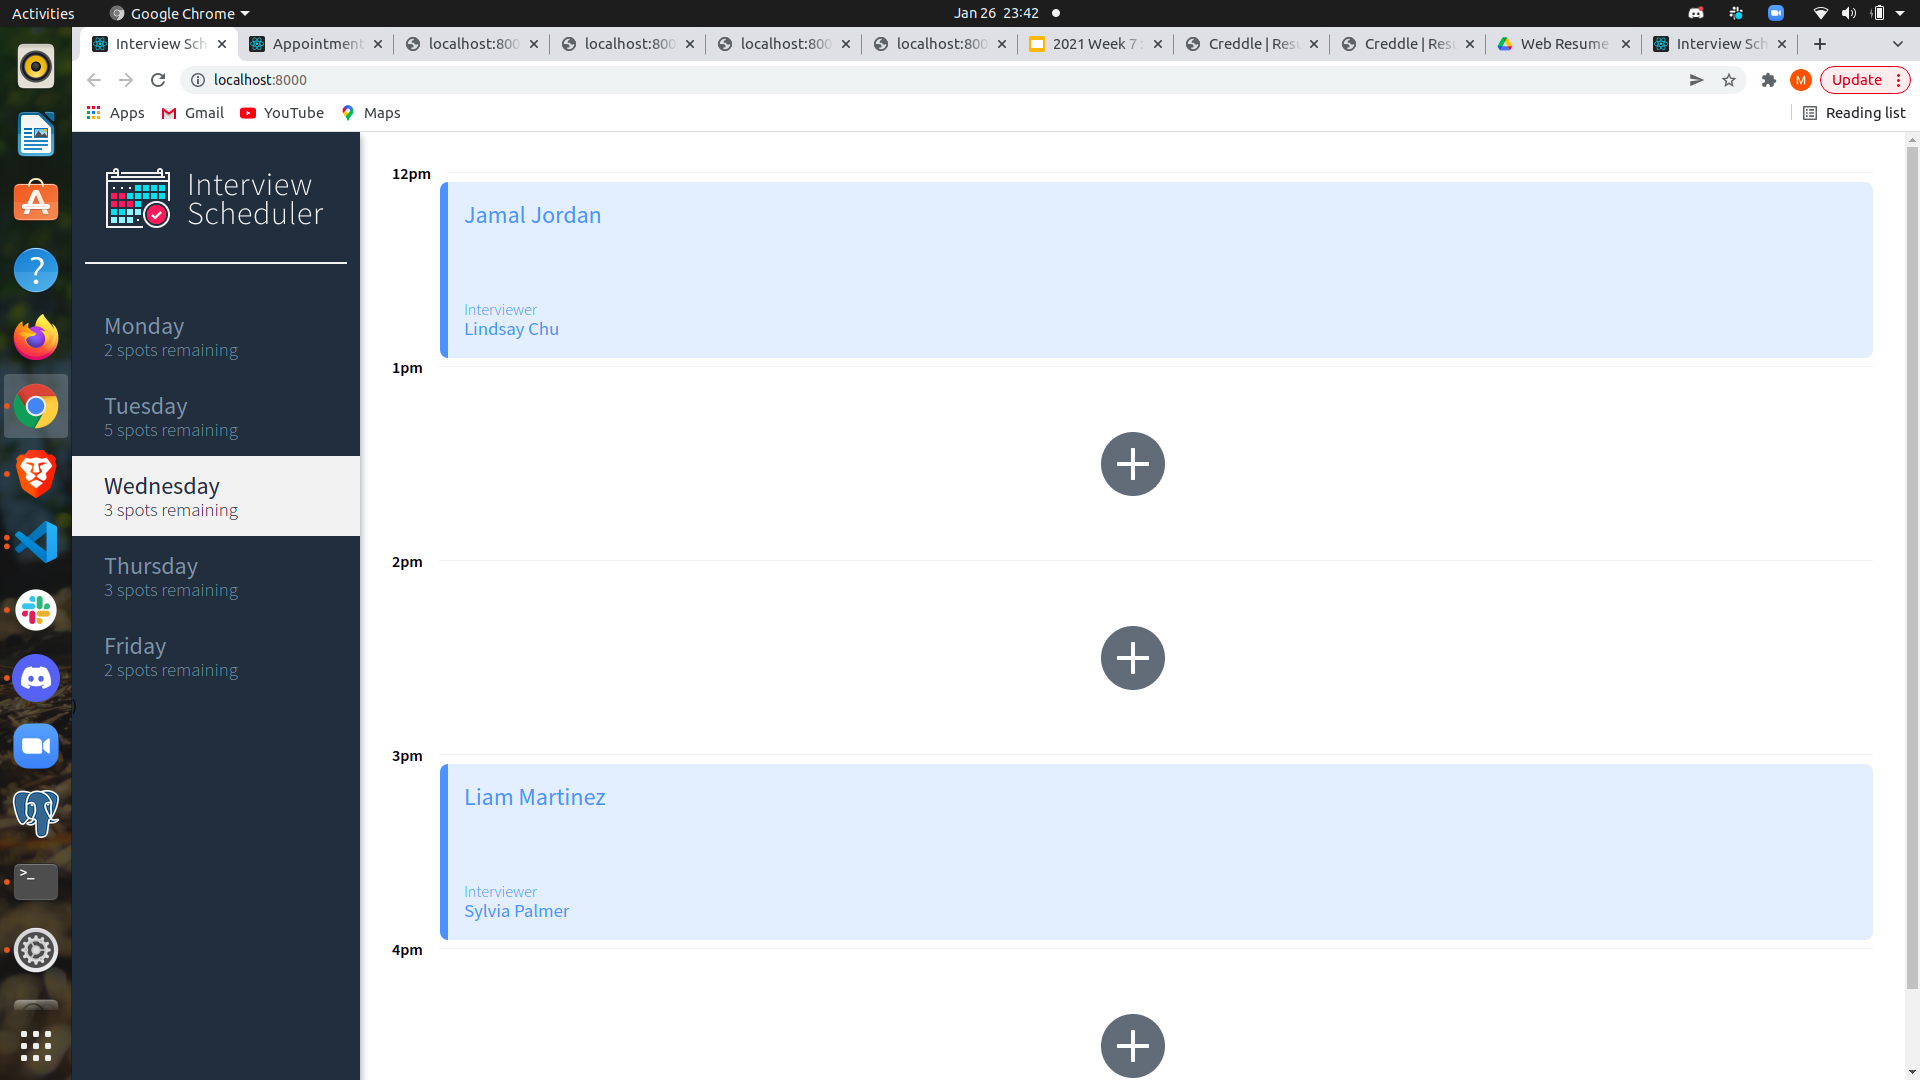 Activities
Google Chrome
Jan 26 23:42
Interview Sch
Appointment
localhost:800
localhost:800
localhost:800
localhost:800
2021 Week 7
Creddle | Resu
Creddle | Resu
Web Resume
Interview Sch
localhost:8000
M
Update
Apps
Gmail
YouTube
Maps
Reading list
Interview
Scheduler
Monday
2 spots remaining
Tuesday
5 spots remaining
Wednesday
3 spots remaining
Thursday
3 spots remaining
Friday
2 spots remaining
12pm
Jamal Jordan
Interviewer
Lindsay Chu
1pm
2pm
3pm
Liam Martinez
Interviewer
Sylvia Palmer
4pm